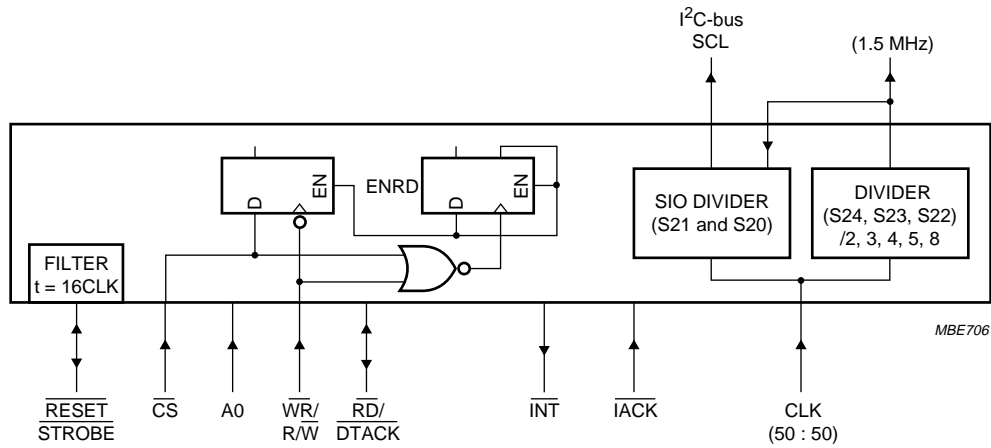 I²C-bus
SCL
(1.5 MHz)
D
EN
ENRD
D
EN
SIO DIVIDER
(S21 and S20)
DIVIDER
(S24, S23, S22)
/2, 3, 4, 5, 8
FILTER
t = 16CLK
MBE706
RESET
STROBE
CS
A0
WR/
R/W
RD/
DTACK
INT
IACK
CLK
(50 : 50)